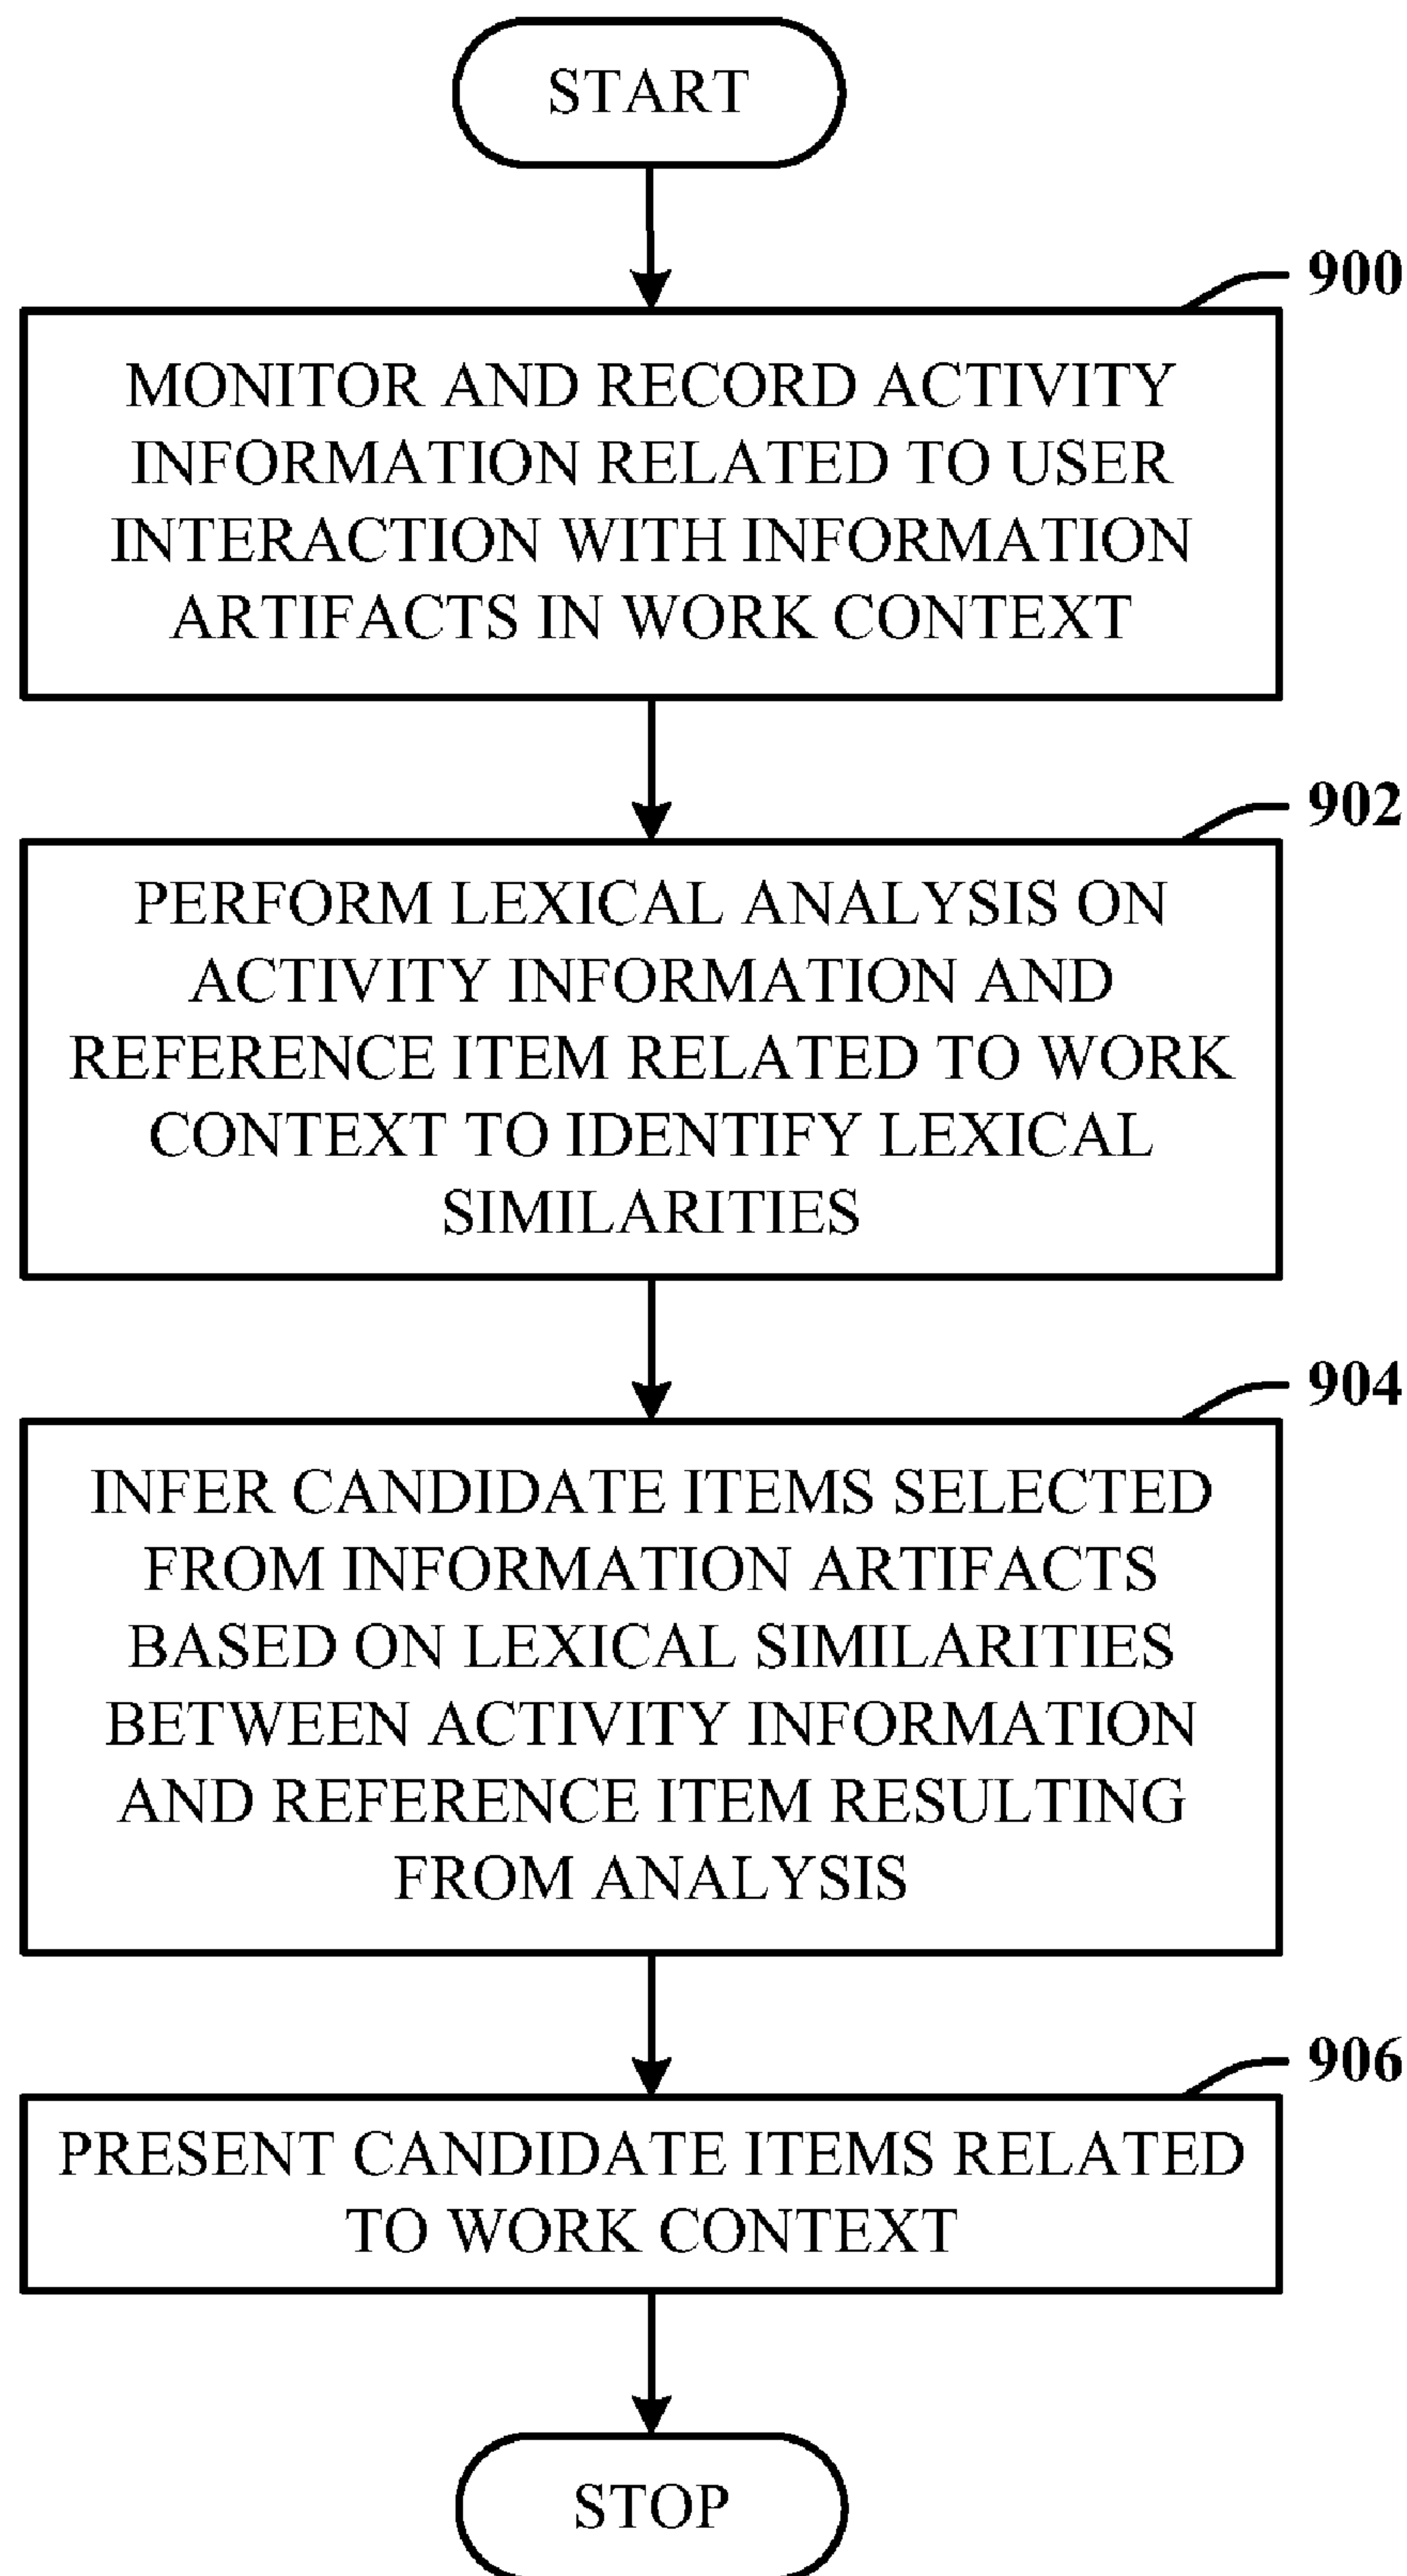 START
900
MONITOR AND RECORD ACTIVITY
INFORMATION RELATED TO USER
INTERACTION WITH INFORMATION
ARTIFACTS IN WORK CONTEXT
902
PERFORM LEXICAL ANALYSIS ON
ACTIVITY INFORMATION AND
REFERENCE ITEM RELATED TO WORK
CONTEXT TO IDENTIFY LEXICAL
SIMILARITIES
904
INFER CANDIDATE ITEMS SELECTED
FROM INFORMATION ARTIFACTS
BASED ON LEXICAL SIMILARITIES
BETWEEN ACTIVITY INFORMATION
AND REFERENCE ITEM RESULTING
FROM ANALYSIS
906
PRESENT CANDIDATE ITEMS RELATED
TO WORK CONTEXT
STOP